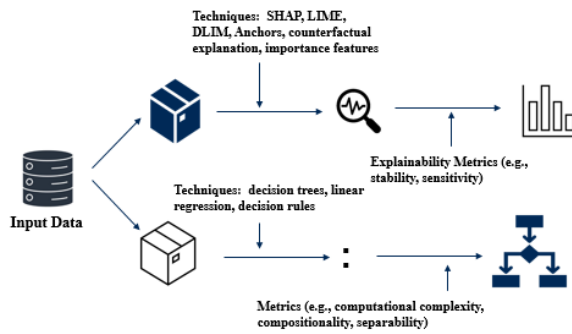 Techniques: SHAP, LIME,
DLIM, Anchors, counterfactual
explanation, importance features
Explainability Metrics (e.g.,
stability, sensitivity)
Input Data
Techniques: decision trees, linear
regression, decision rules
:
Metrics (e.g., computational complexity,
compositionality, separability)